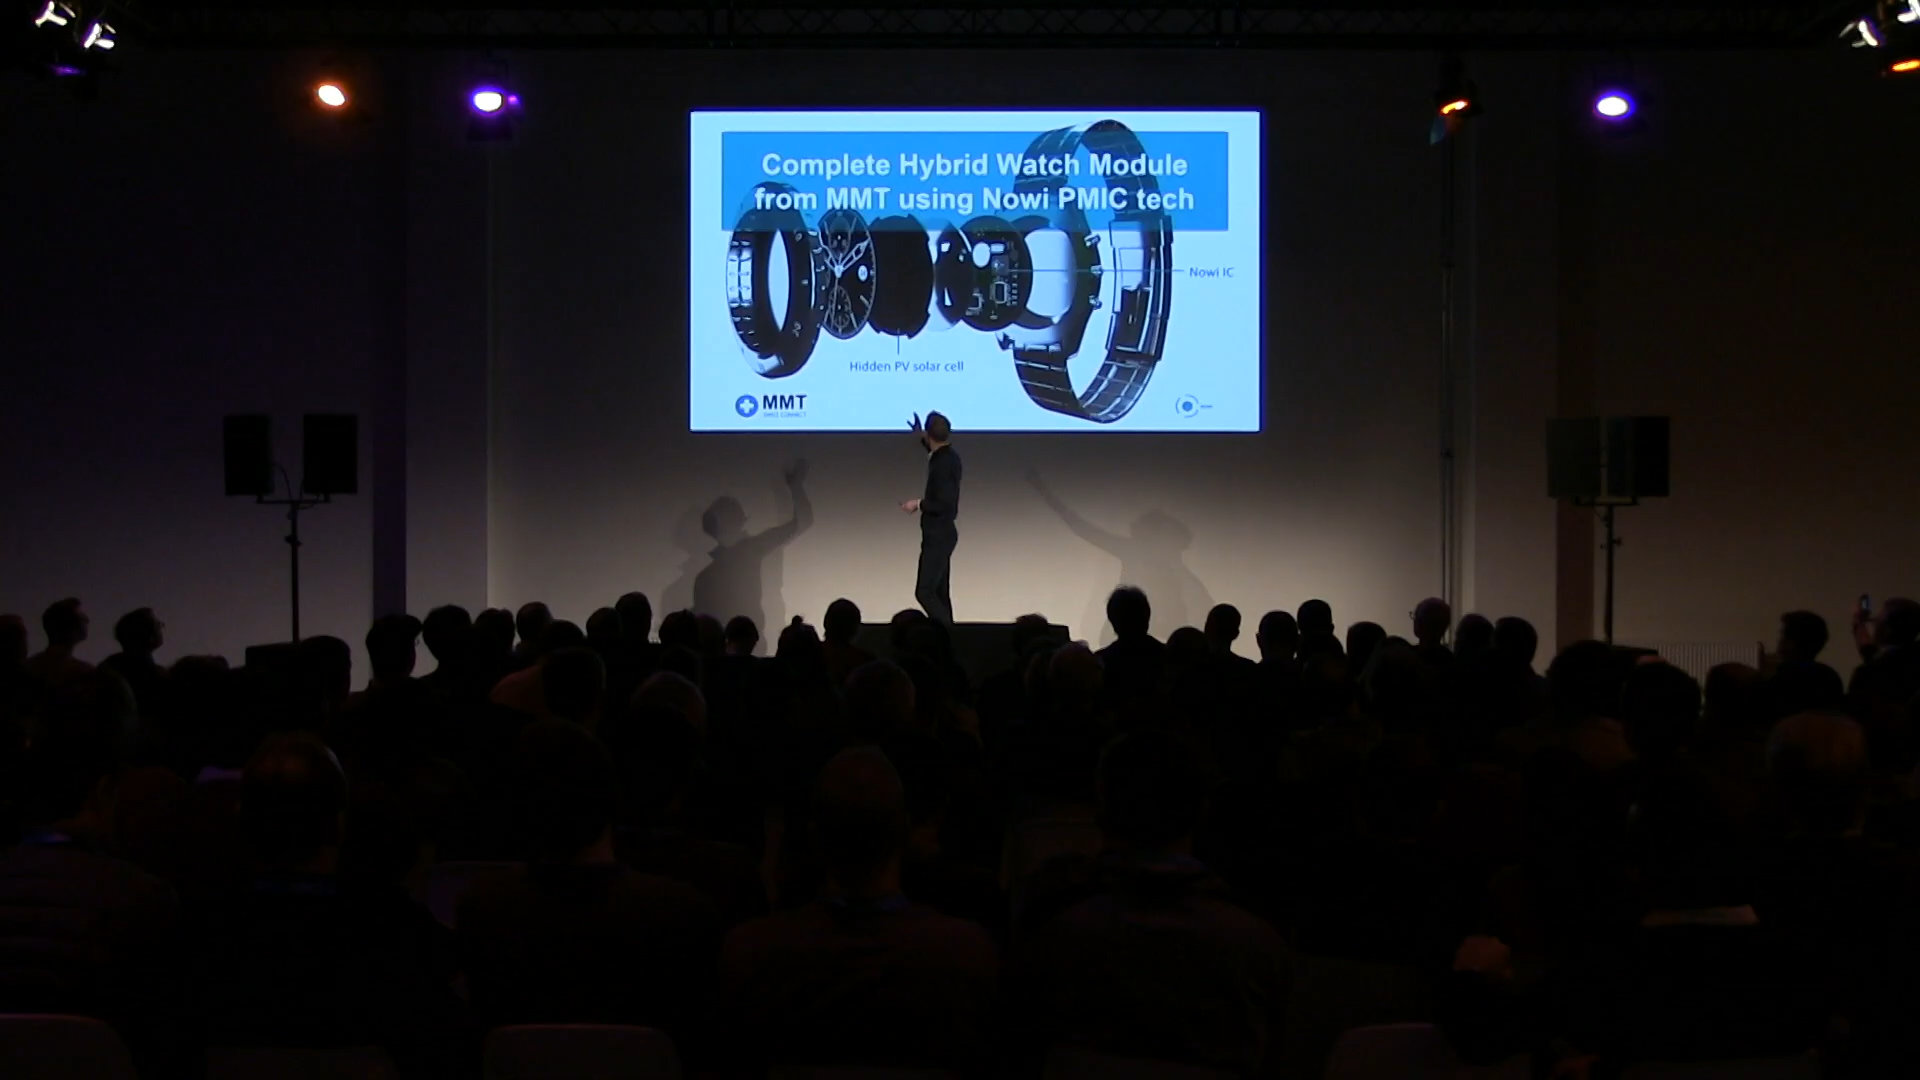 Complete Hybrid Watch Module
from MMT using Nowi PMIC tech
Nowi IC
Hidden PV solar cell
MMT